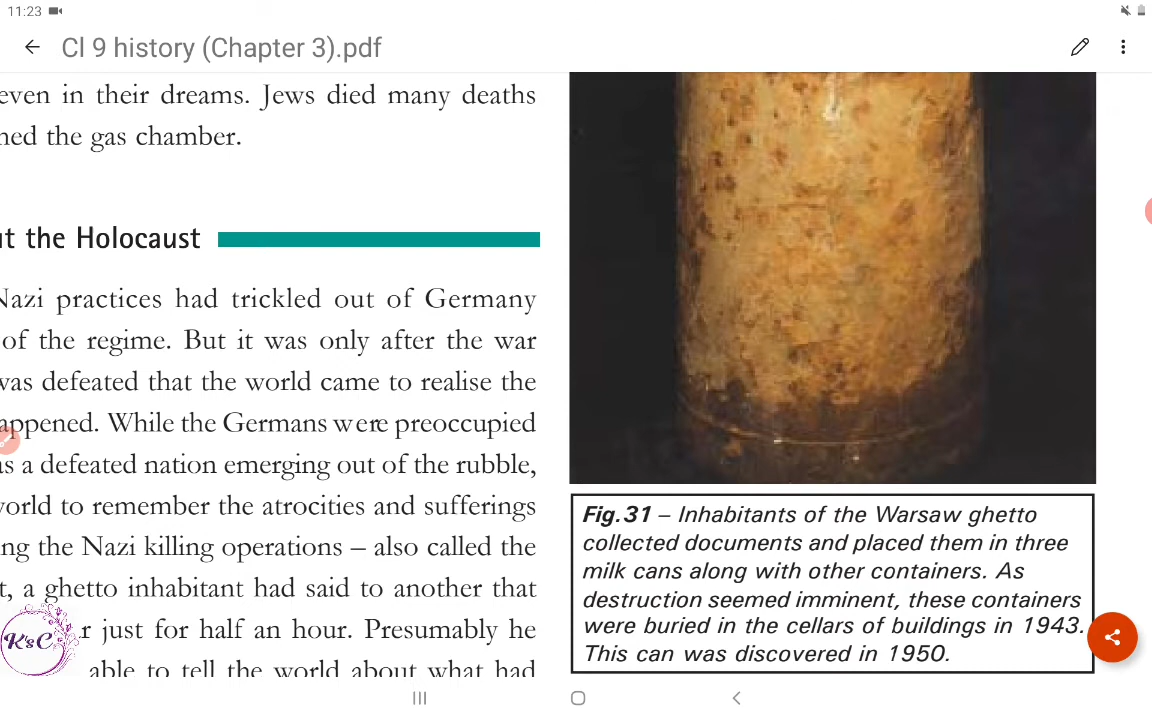 11:23
Cl 9 history (Chapter 3).pdf
even in their dreams. Jews died many deaths
ned the gas chamber.
t the Holocaust
Nazi practices had trickled out of Germany
of the regime. But it was only after the war
was defeated that the world came to realise the
appened. While the Germans were preoccupied
as a defeated nation emerging out of the rubble,
world to remember the atrocities and sufferings
ng the Nazi killing operations – also called the
t, a ghetto inhabitant had said to another that
r just for half an hour. Presumably he
able to tell the world about what had
K's C
Fig.31 – Inhabitants of the Warsaw ghetto
collected documents and placed them in three
milk cans along with other containers. As
destruction seemed imminent, these containers
were buried in the cellars of buildings in 1943.
This can was discovered in 1950.